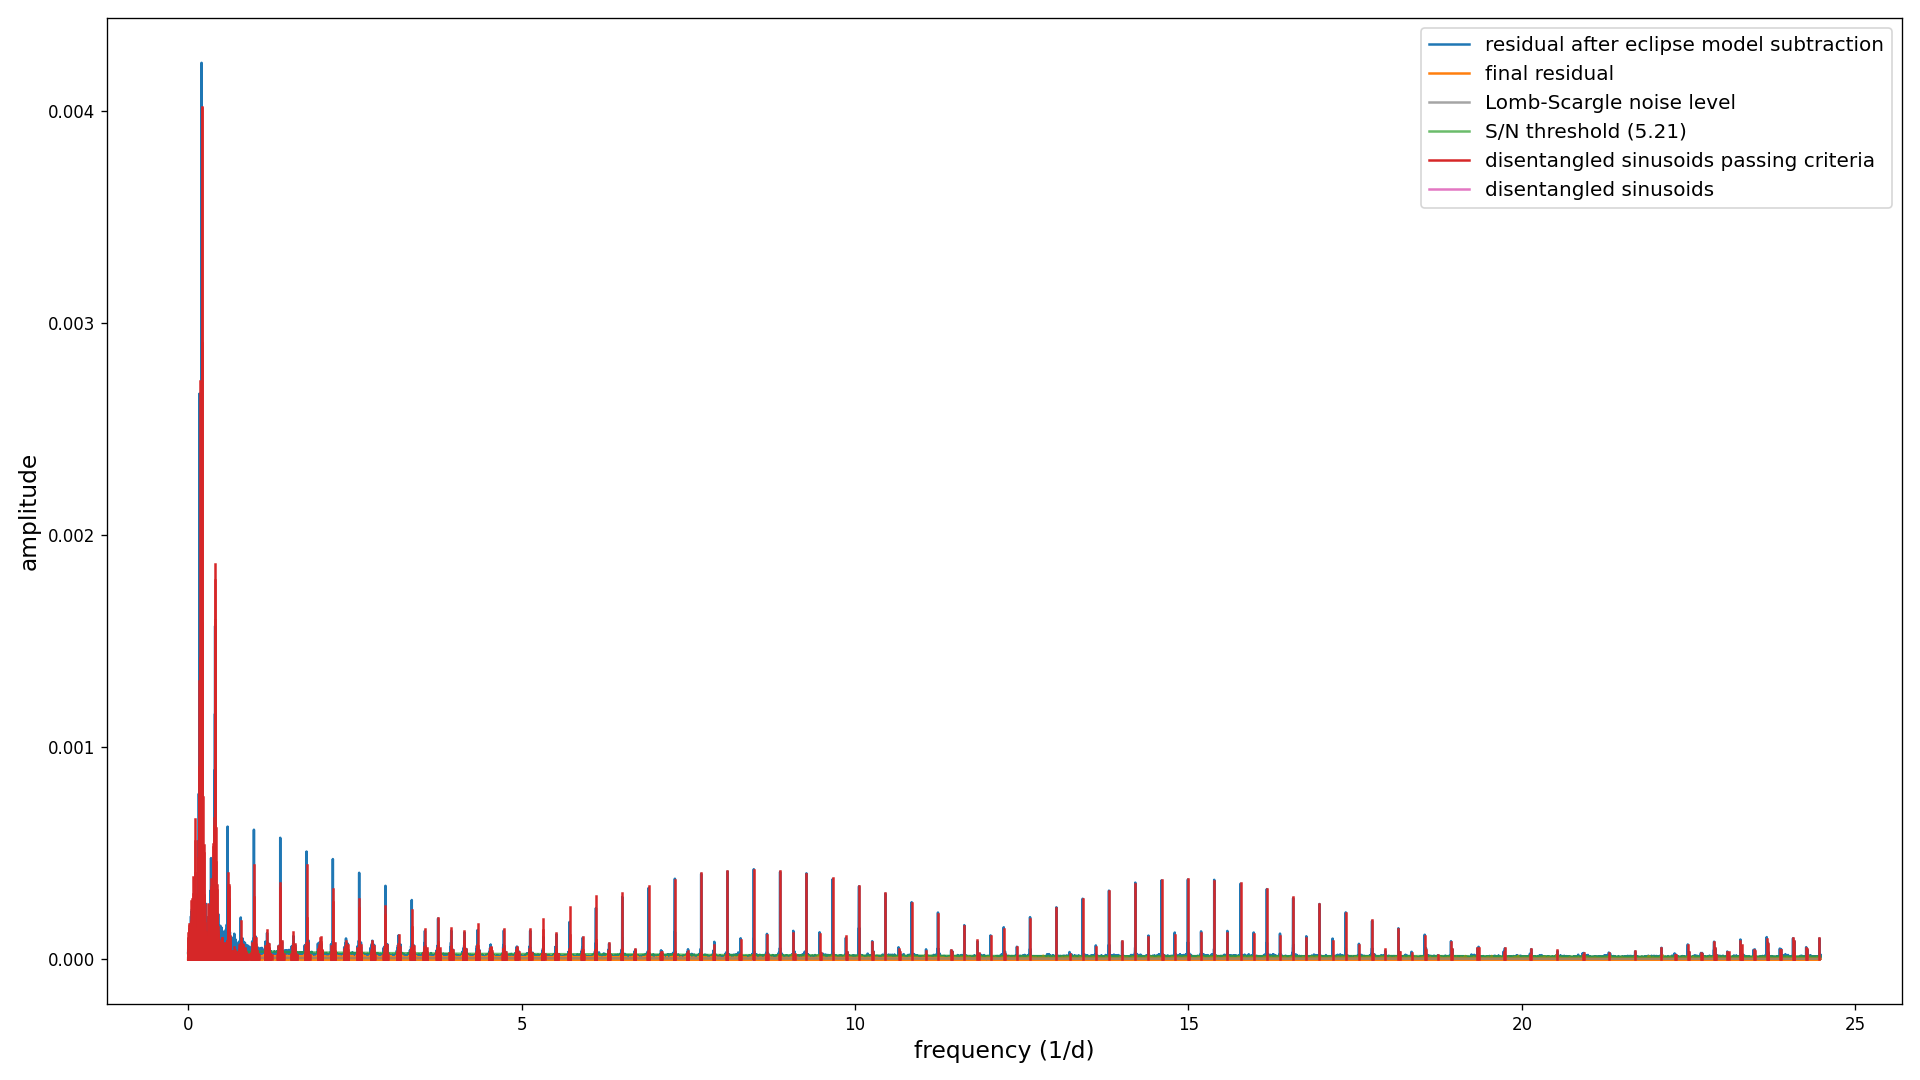 residual after eclipse model subtraction
final residual
Lomb-Scargle noise level
S/N threshold (5.21)
disentangled sinusoids passing criteria
disentangled sinusoids
amplitude
0.004
0.003
0.002
0.001
0.000
0 5 10 15 20 25
frequency (1/d)